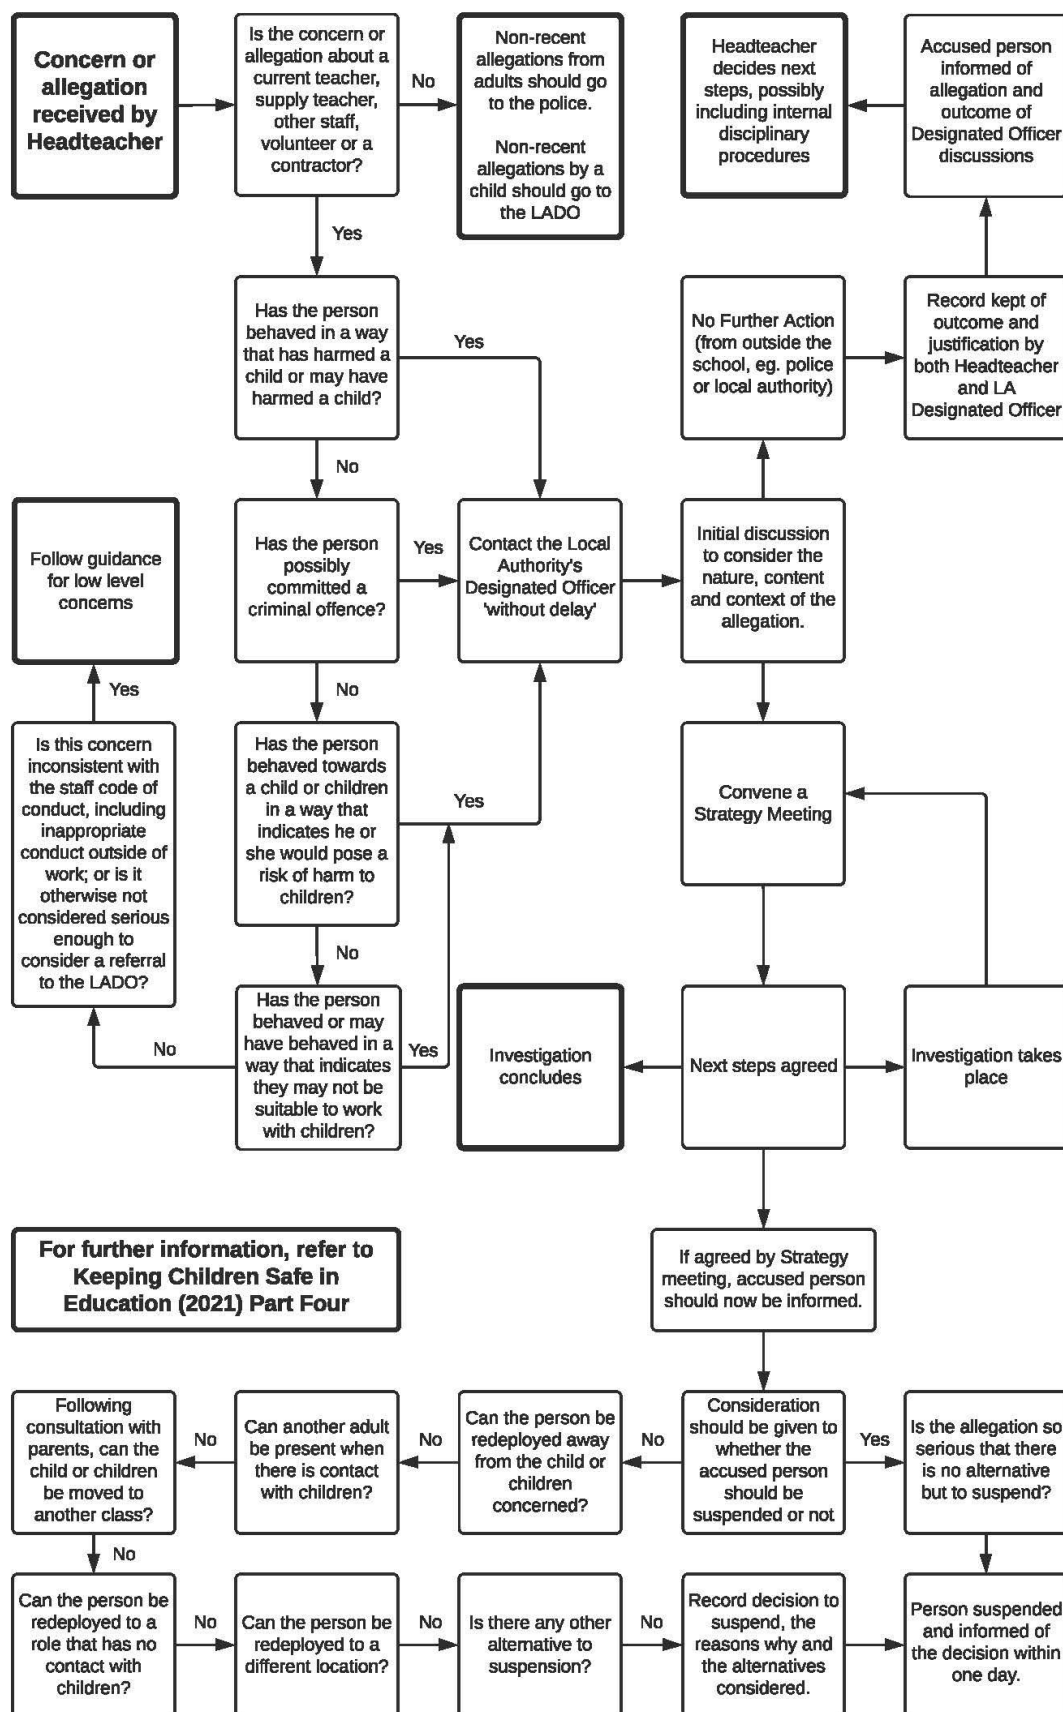 Concern or
allegation
received by
Headteacher
Is the concern or
allegation about a
current teacher,
supply teacher,
other staff,
volunteer or a
contractor?
No
Non-recent
allegations from
adults should go
to the police.
Non-recent
allegations by a
child should go to
the LADO
Headteacher
decides next
steps, possibly
including internal
disciplinary
procedures
Accused person
informed of
allegation and
outcome of
Designated Officer
discussions
Yes
Has the person
behaved in a way
that has harmed a
child or may have
harmed a child?
Yes
No Further Action
(from outside the
school, eg. police
or local authority)
Record kept of
outcome and
justification by
both Headteacher
and LA
Designated Officer
No
Follow guidance
for low level
concerns
Has the person
possibly
committed a
criminal offence?
Yes
Contact the Local
Authority's
Designated Officer
'without delay'
Initial discussion
to consider the
nature, content
and context of the
allegation.
Yes
No
Is this concern
inconsistent with
the staff code of
conduct, including
inappropriate
conduct outside of
work; or is it
otherwise not
considered serious
enough to
consider a referral
to the LADO?
Has the person
behaved towards
a child or children
in a way that
indicates he or
she would pose a
risk of harm to
children?
Yes
Convene a
Strategy Meeting
No
No
Has the person
behaved or may
have behaved in a
way that indicates
they may not be
suitable to work
with children?
Yes
Investigation
concludes
Next steps agreed
Investigation takes
place
For further information, refer to
Keeping Children Safe in
Education (2021) Part Four
If agreed by Strategy
meeting, accused person
should now be informed.
Following
consultation with
parents, can the
child or children
be moved to
another class?
No
Can another adult
be present when
there is contact
with children?
No
Can the person be
redeployed away
from the child or
children
concerned?
No
Consideration
should be given to
whether the
accused person
should be
suspended or not
Yes
Is the allegation so
serious that there
is no alternative
but to suspend?
No
Can the person be
redeployed to a
role that has no
contact with
children?
No
Can the person be
redeployed to a
different location?
No
Is there any other
alternative to
suspension?
No
Record decision to
suspend, the
reasons why and
the alternatives
considered.
Person suspended
and informed of
the decision within
one day.